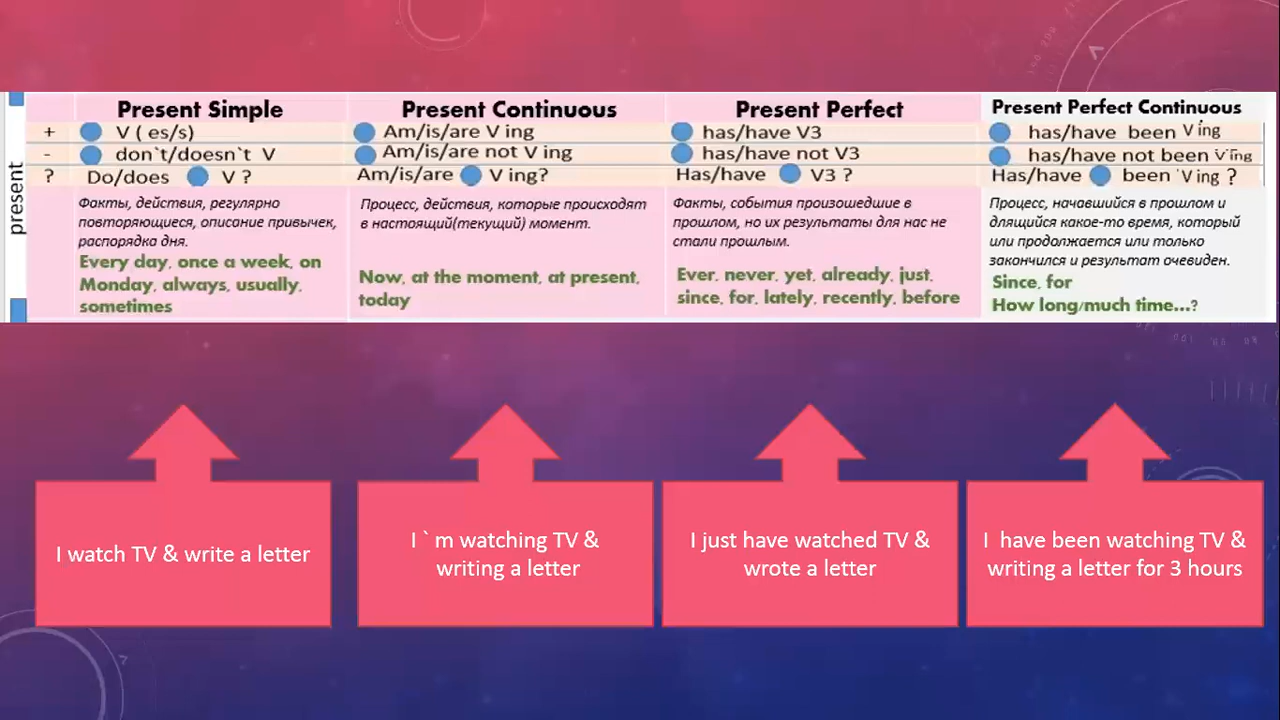 present
Present Simple
+ V ( es/s)
- don`t/doesn`t V
? Do/does V ?
Факты, действия, регулярно
повторяющиеся, описание привычек,
распорядка дня.
Every day, once a week, on
Monday, always, usually,
sometimes
Present Continuous
Am/is/are V ing
Am/is/are not V ing
Am/is/are V ing?
Процесс, действия, которые происходят
в настоящий(текущий) момент.
Now, at the moment, at present,
today
Present Perfect
has/have V3
has/have not V3
Has/have V3 ?
Факты, события произошедшие в
прошлом, но их результаты для нас не
стали прошлым.
Ever, never, yet, already, just,
since, for, lately, recently, before
Present Perfect Continuous
has/have been V ing
has/have not been V ing
Has/have been V ing ?
Процесс, начавшийся в прошлом и
длящийся какое-то время, который
или продолжается или только
закончился и результат очевиден.
Since, for
How long/much time...?
I watch TV & write a letter
I ` m watching TV &
writing a letter
I just have watched TV &
wrote a letter
I have been watching TV &
writing a letter for 3 hours